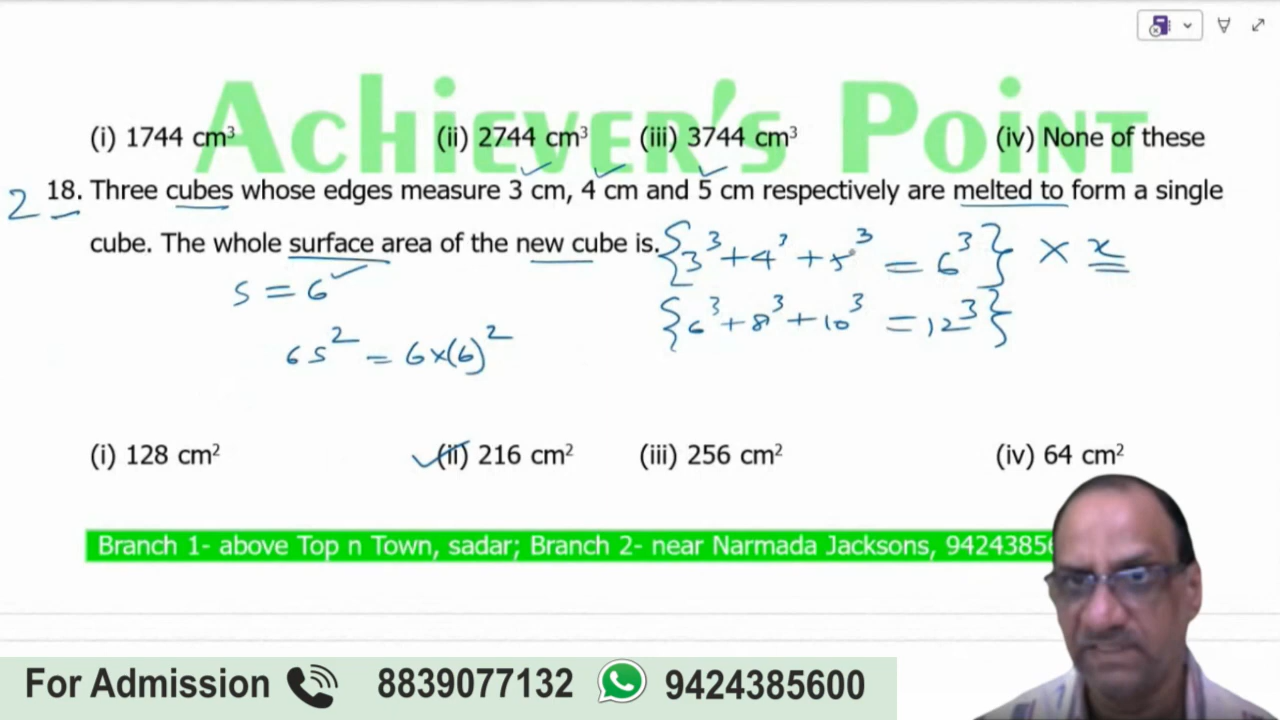 Achiever's Point
(i) 1744 cm³ (ii) 2744 cm³ (iii) 3744 cm³ (iv) None of these
2 18. Three cubes whose edges measure 3 cm, 4 cm and 5 cm respectively are melted to form a single
cube. The whole surface area of the new cube is. {3³+4³+5³ = 6³} × x
s = 6 {6³+8³+10³ = 12³}
6s² = 6×(6)²
(i) 128 cm² (ii) 216 cm² (iii) 256 cm² (iv) 64 cm²
Branch 1- above Top n Town, sadar; Branch 2- near Narmada Jacksons, 9424385
For Admission 8839077132 9424385600